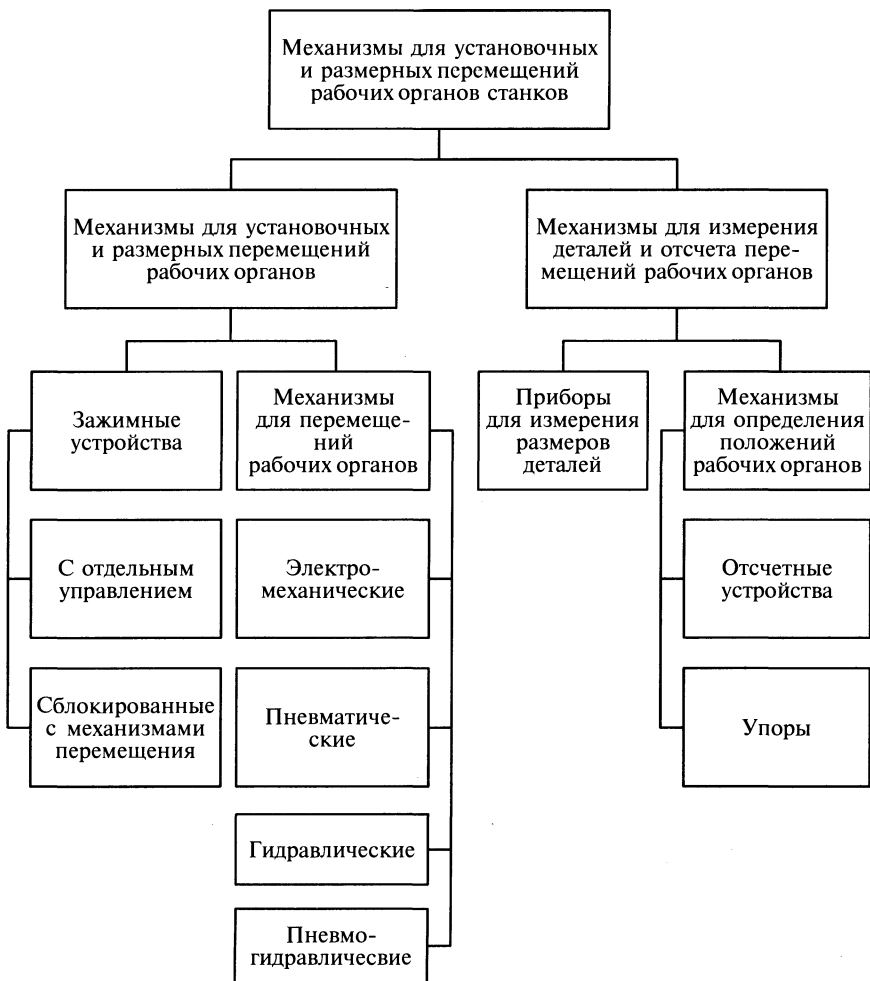 Механизмы для установочных
и размерных перемещений
рабочих органов станков
Механизмы для установочных
и размерных перемещений
рабочих органов
Механизмы для измерения
деталей и отсчета пере-
мещений рабочих органов
Зажимные
устройства
Механизмы
для перемеще-
ний
рабочих органов
Приборы
для измерения
размеров
деталей
Механизмы
для определения
положений
рабочих органов
С отдельным
управлением
Электро-
механические
Отсчетные
устройства
Сблокированные
с механизмами
перемещения
Пневматиче-
ские
Упоры
Гидравлические
Пневмо-
гидравличесвие